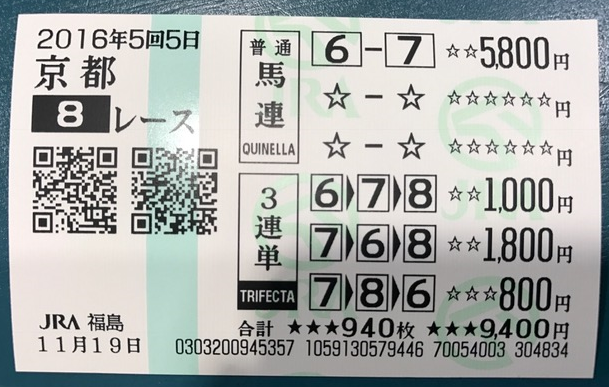 2016年5回5日
京都
8 レース
JRA 福島
11月19日
普通
馬連
QUINELLA
6-7 ☆☆5,800円
☆-☆ ☆☆☆☆☆☆円
☆-☆ ☆☆☆☆☆☆円
3連単
TRIFECTA
6▶7▶8 ☆☆1,000円
7▶6▶8 ☆☆1,800円
7▶8▶6 ☆☆☆800円
合計 ★★★940枚 ★★★9,400円
0303200945357 1059130579446 70054003 304834
JRA
JRA